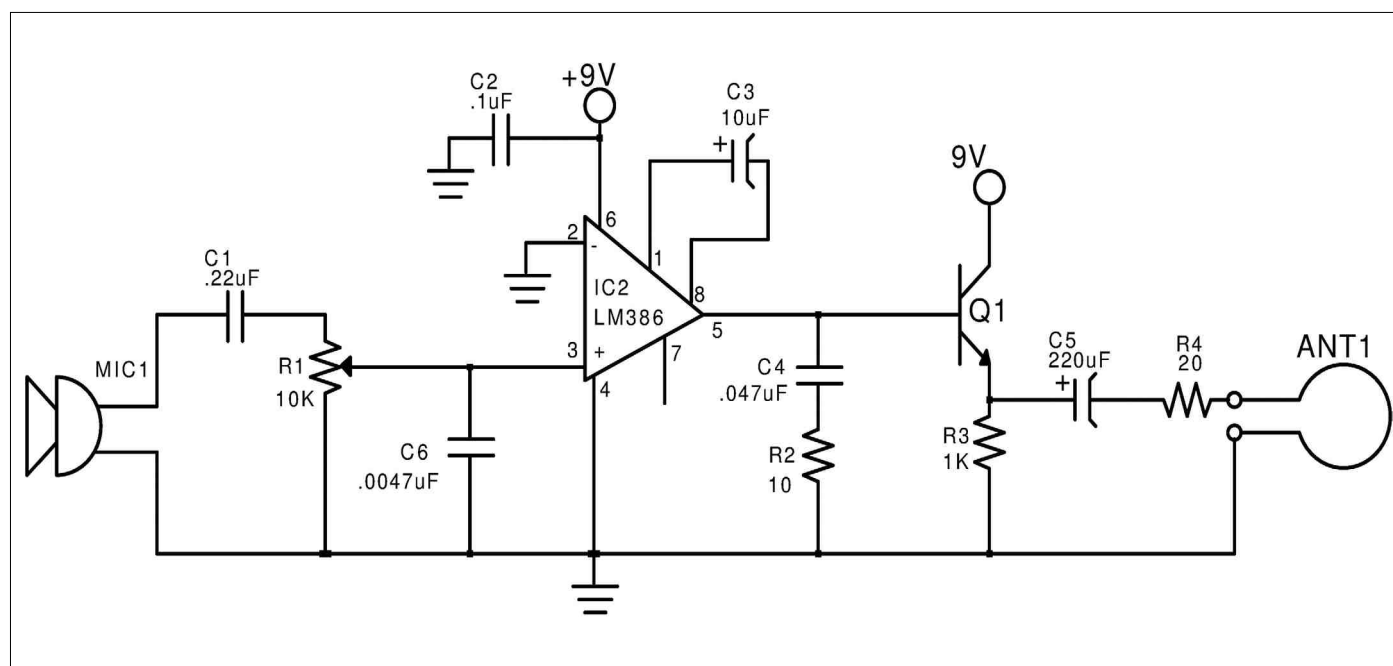 C2
.1uF
+9V
C3
10uF
+
9V
6
2
-
1
C1
.22uF
IC2
LM386
8
Q1
5
MIC1
R1
10K
3
+
7
4
C4
.047uF
C5
220uF
+
R4
20
ANT1
C6
.0047uF
R2
10
R3
1K